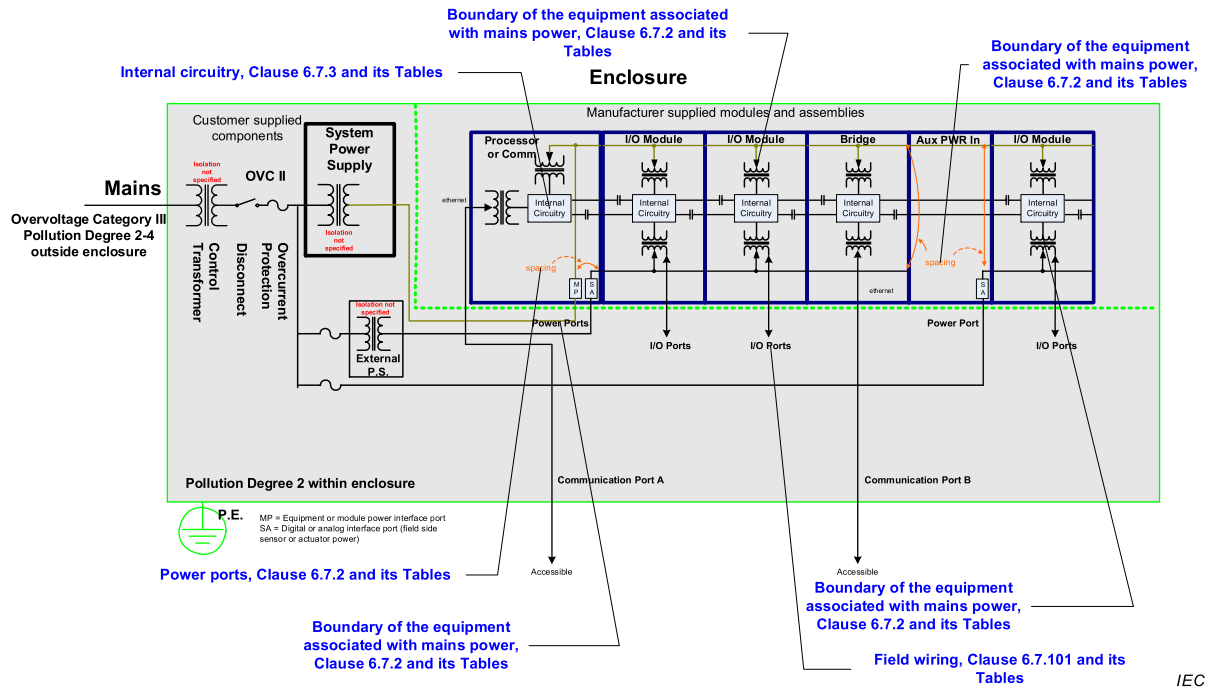 Boundary of the equipment associated
with mains power, Clause 6.7.2 and its
Tables
Boundary of the equipment
associated with mains power,
Clause 6.7.2 and its Tables
Internal circuitry, Clause 6.7.3 and its Tables
Enclosure
Customer supplied
components
Manufacturer supplied modules and assemblies
System
Power
Supply
Processor
or Comm
I/O Module
I/O Module
Bridge
Aux PWR In
I/O Module
Isolation
not
specified
OVC II
Mains
Overvoltage Category III
Pollution Degree 2-4
outside enclosure
ethernet
Internal
Circuitry
Internal
Circuitry
Internal
Circuitry
Internal
Circuitry
Internal
Circuitry
Isolation
not
specified
Control
Transformer
Disconnect
Overcurrent
Protection
spacing
spacing
M
P
S
A
ethernet
S
A
Isolation not
specified
External
P.S.
Power Ports
Power Port
I/O Ports
I/O Ports
I/O Ports
Pollution Degree 2 within enclosure
Communication Port A
Communication Port B
P.E.
MP = Equipment or module power interface port
SA = Digital or analog interface port (field side
sensor or actuator power)
Accessible
Accessible
Power ports, Clause 6.7.2 and its Tables
Boundary of the equipment
associated with mains power,
Clause 6.7.2 and its Tables
Boundary of the equipment
associated with mains power,
Clause 6.7.2 and its Tables
Field wiring, Clause 6.7.101 and its
Tables
IEC